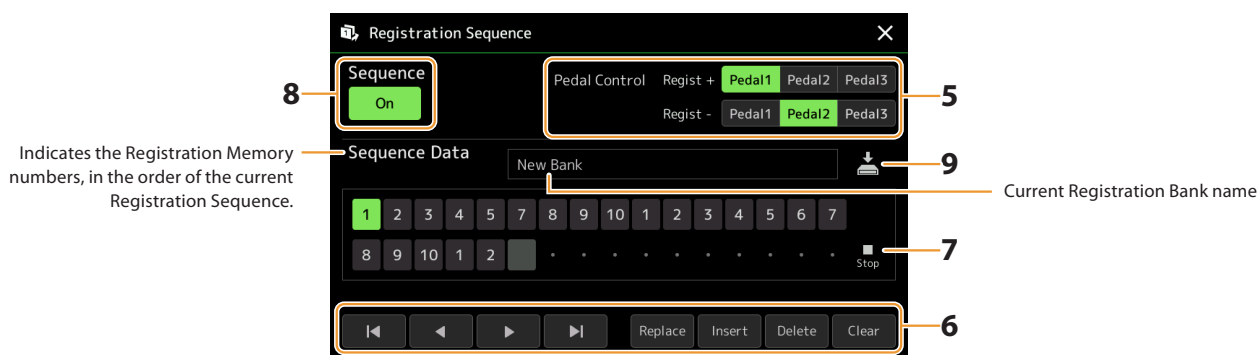 Registration Sequence
Sequence
On
8
Pedal Control Regist + Pedal1 Pedal2 Pedal3
Regist - Pedal1 Pedal2 Pedal3
5
Indicates the Registration Memory
numbers, in the order of the current
Registration Sequence.
Sequence Data
New Bank
9
Current Registration Bank name
1 2 3 4 5 7 8 9 10 1 2 3 4 5 6 7
8 9 10 1 2
Stop
7
Replace Insert Delete Clear
6